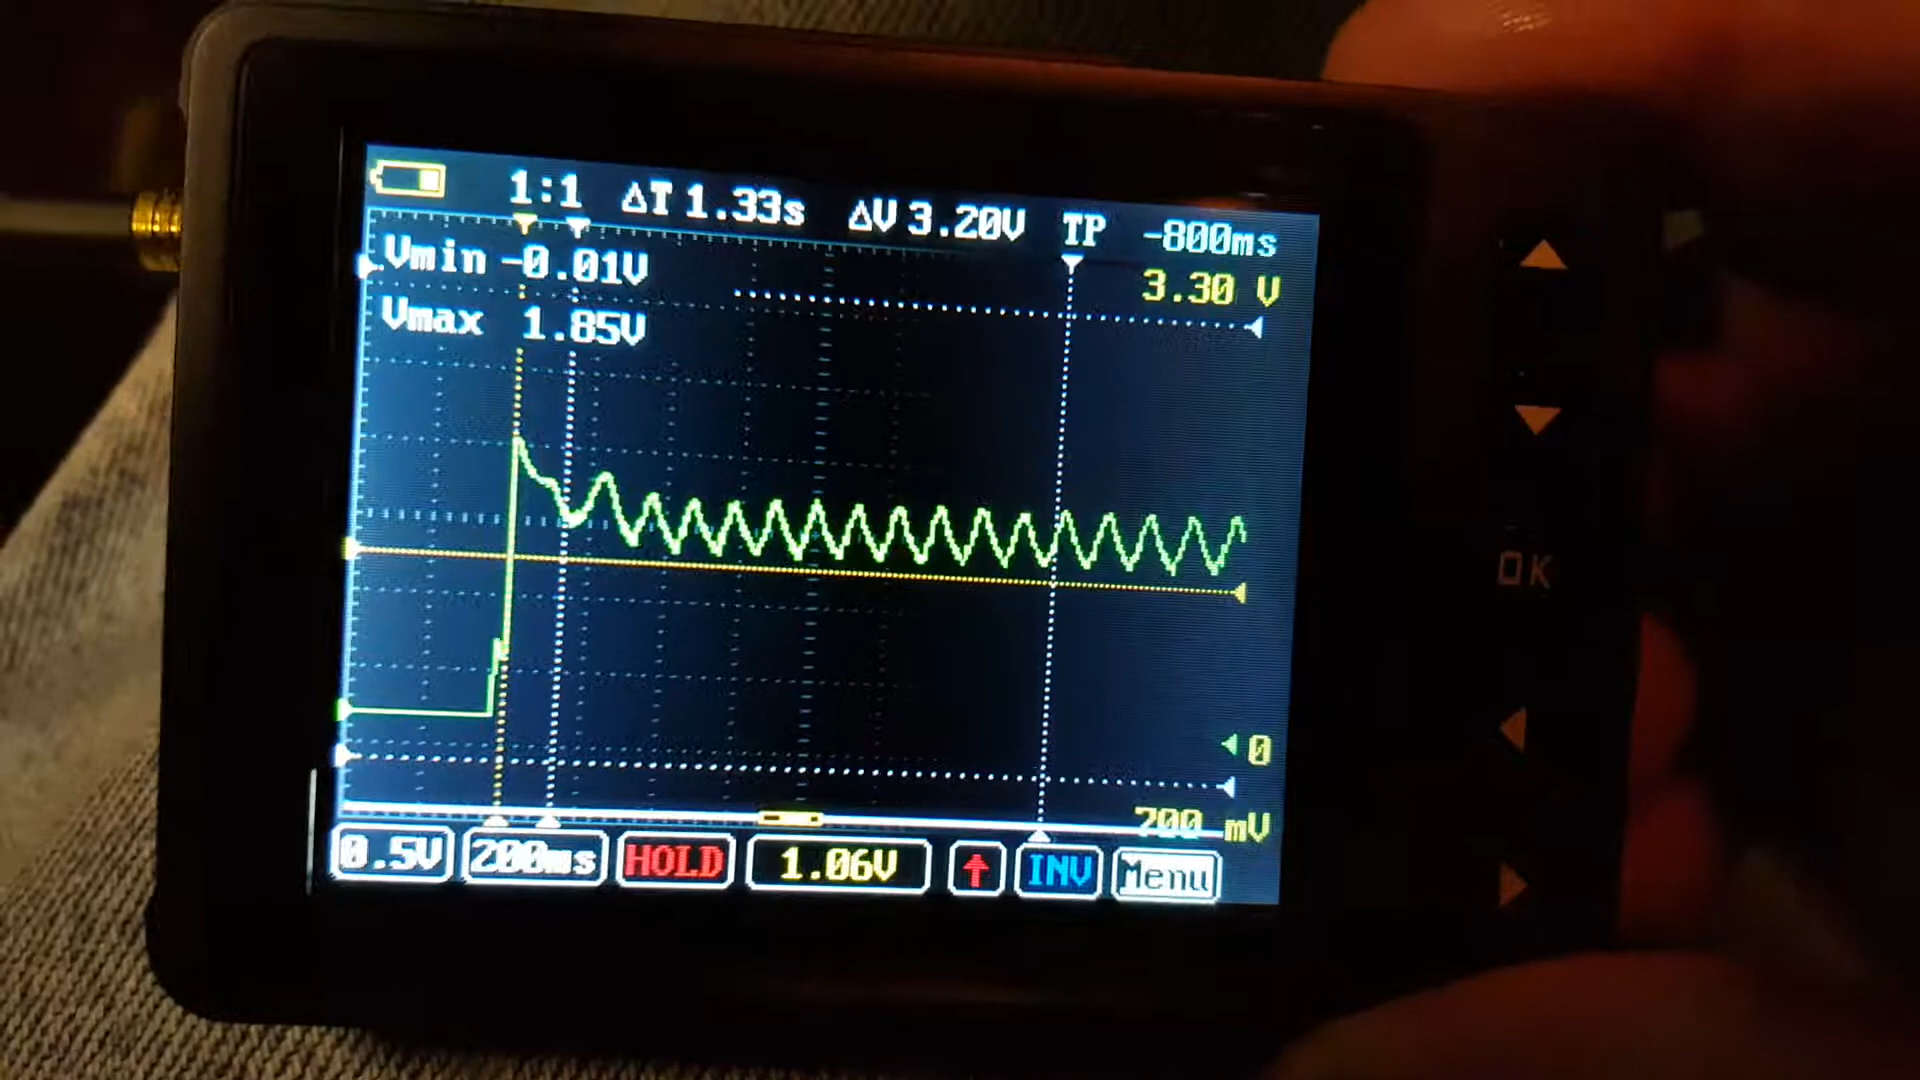 1:1 ΔT 1.33s ΔV 3.20V TP -800ms
Vmin -0.01V 3.30 V
Vmax 1.85V
0
700 mV
0.5V 200ms HOLD 1.06V ↑ INV Menu
OK